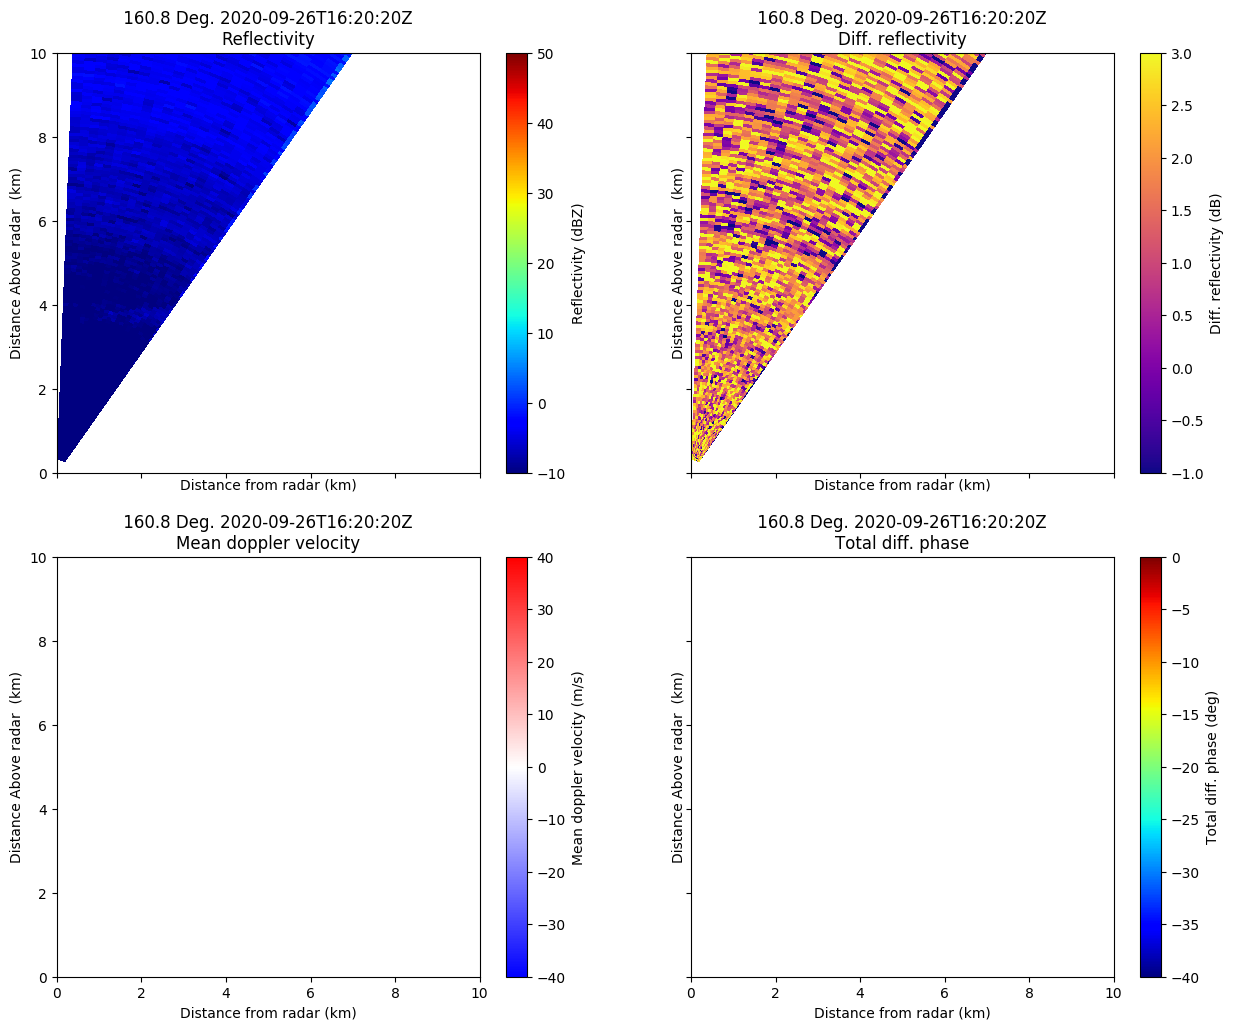 160.8 Deg. 2020-09-26T16:20:20Z
Reflectivity
10
8
6
4
2
0
Distance Above radar  (km)
Distance from radar (km)
50
40
30
20
10
0
−10
Reflectivity (dBZ)
160.8 Deg. 2020-09-26T16:20:20Z
Diff. reflectivity
Distance Above radar  (km)
Distance from radar (km)
3.0
2.5
2.0
1.5
1.0
0.5
0.0
−0.5
−1.0
Diff. reflectivity (dB)
160.8 Deg. 2020-09-26T16:20:20Z
Mean doppler velocity
10
8
6
4
2
0
Distance Above radar  (km)
0 2 4 6 8 10
Distance from radar (km)
40
30
20
10
0
−10
−20
−30
−40
Mean doppler velocity (m/s)
160.8 Deg. 2020-09-26T16:20:20Z
Total diff. phase
Distance Above radar  (km)
0 2 4 6 8 10
Distance from radar (km)
0
−5
−10
−15
−20
−25
−30
−35
−40
Total diff. phase (deg)